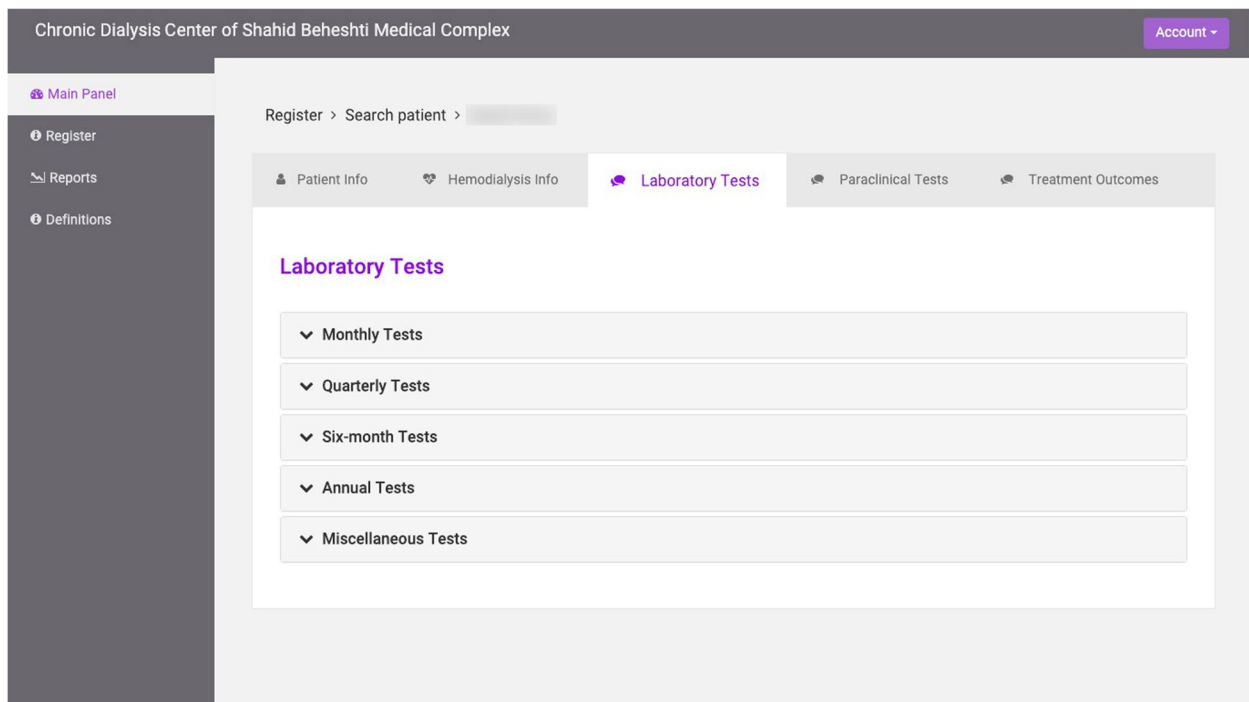 Chronic Dialysis Center of Shahid Beheshti Medical Complex
Account
Main Panel
Register
Reports
Definitions
Register > Search patient >
Patient Info
Hemodialysis Info
Laboratory Tests
Paraclinical Tests
Treatment Outcomes
Laboratory Tests
Monthly Tests
Quarterly Tests
Six-month Tests
Annual Tests
Miscellaneous Tests